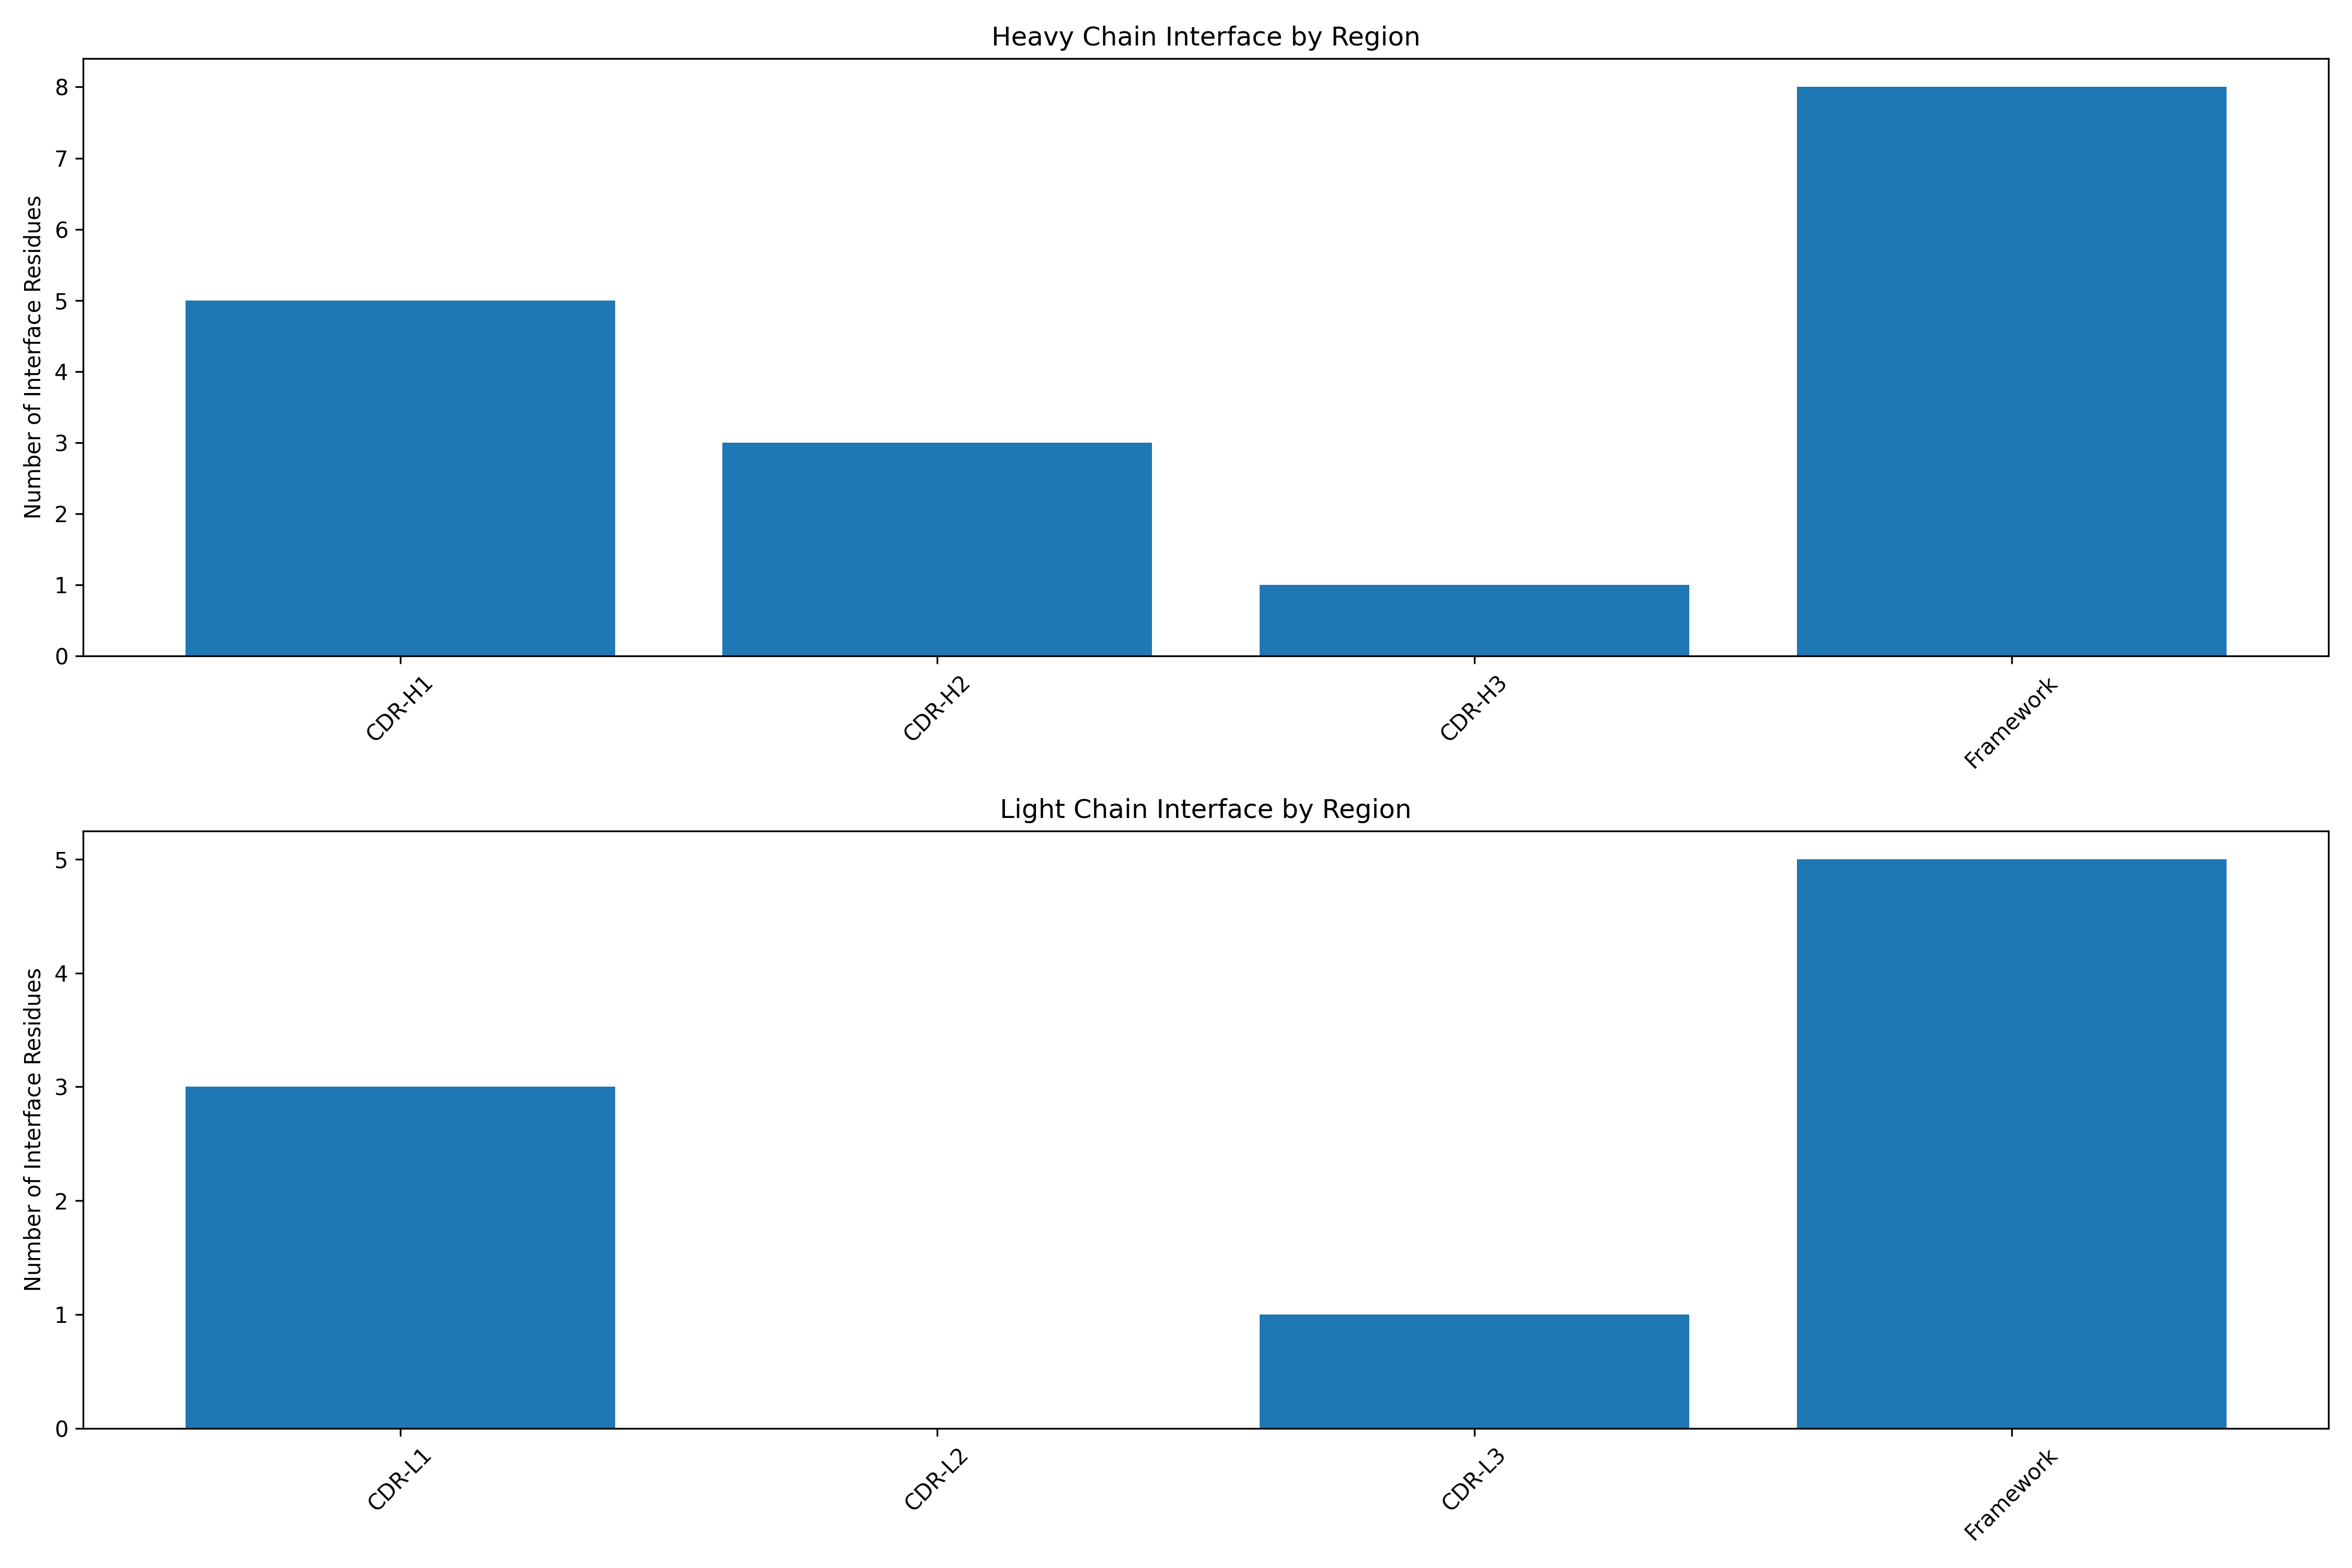 Heavy Chain Interface by Region
Number of Interface Residues
8
7
6
5
4
3
2
1
0
CDR-H1
CDR-H2
CDR-H3
Framework
Light Chain Interface by Region
Number of Interface Residues
5
4
3
2
1
0
CDR-L1
CDR-L2
CDR-L3
Framework